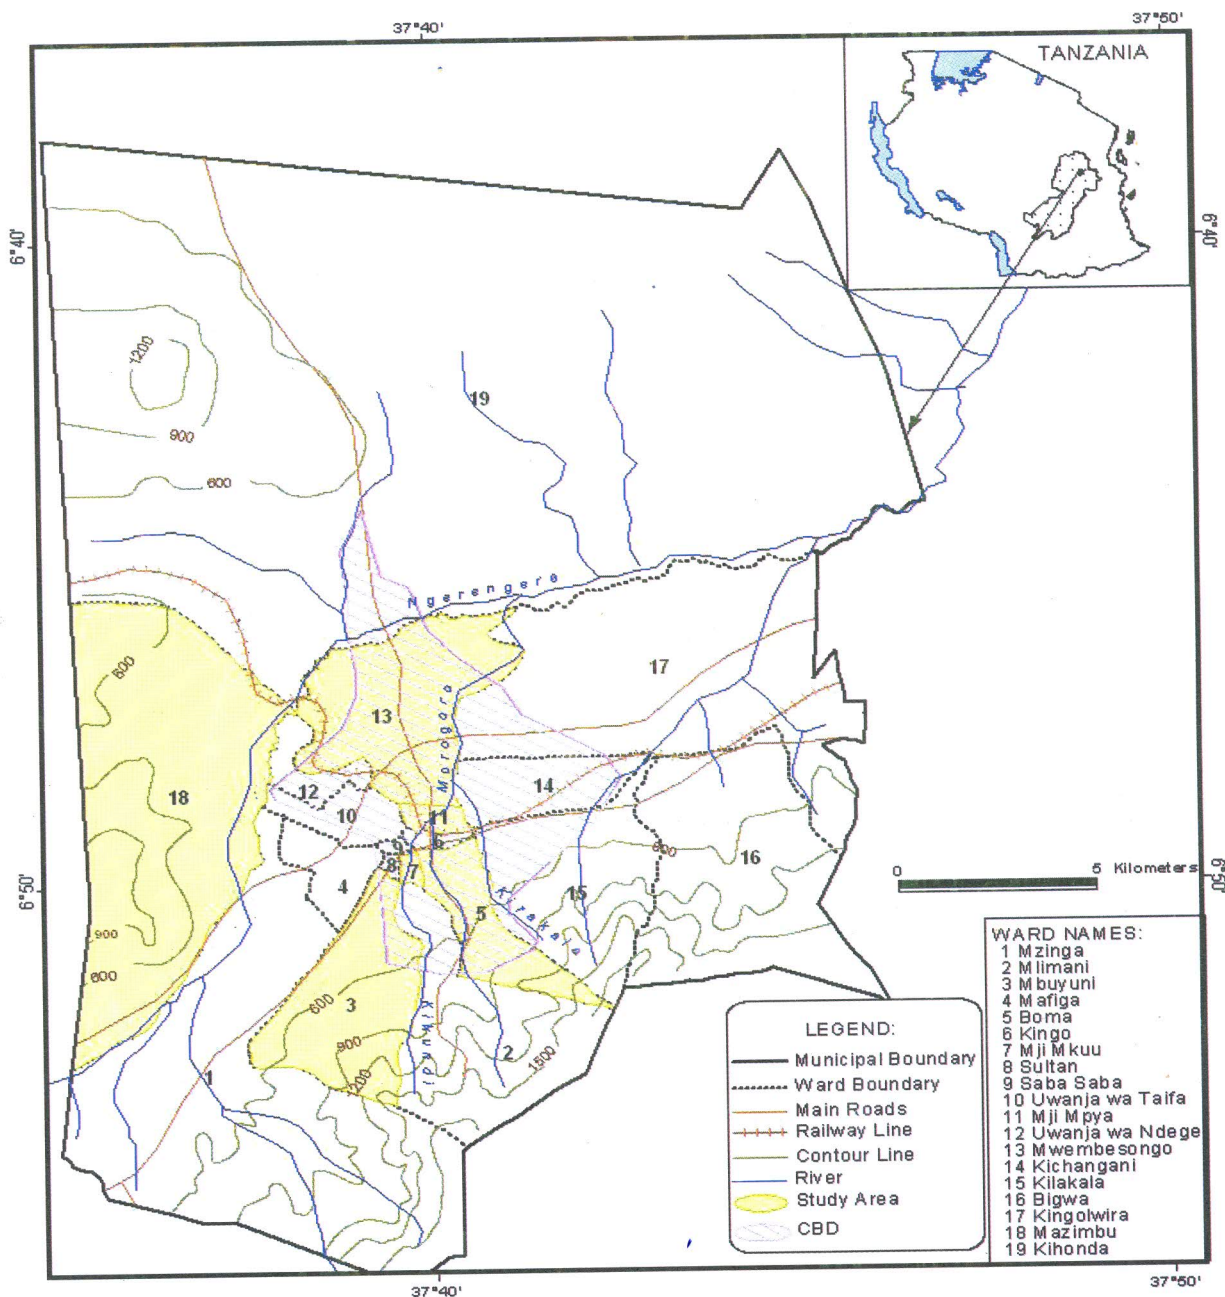 37°40'
37°50'
TANZANIA
6°40'
6°40'
1200
19
900
600
Ngerengere
600
17
13
Morogoro
18
12
10
14
11
9
6
8
7
600
16
4
6°50'
0
5
Kilometers
6°50'
5
15
Kirakala
900
600
3
600
Kikundi
900
2
1500
1200
1
WARD NAMES:
1 Mzinga
2 Mlimani
3 Mbuyuni
4 Mafiga
5 Boma
6 Kingo
7 Mji Mkuu
8 Sultan
9 Saba Saba
10 Uwanja wa Taifa
11 Mji Mpya
12 Uwanja wa Ndege
13 Mwembesongo
14 Kichangani
15 Kilakala
16 Bigwa
17 Kingolwira
18 Mazimbu
19 Kihonda
LEGEND:
Municipal Boundary
Ward Boundary
Main Roads
Railway Line
Contour Line
River
Study Area
CBD
37°40'
37°50'